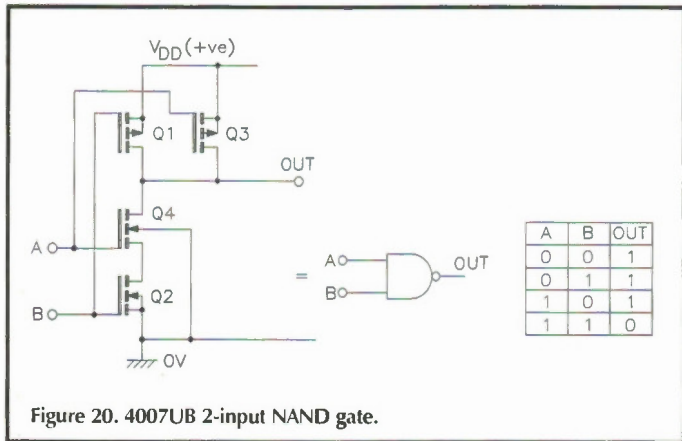 V_DD(+ve)
Q1
Q3
OUT
Q4
A
Q2
B
0V
=
A
B
OUT
A B OUT
0 0 1
0 1 1
1 0 1
1 1 0
Figure 20. 4007UB 2-input NAND gate.